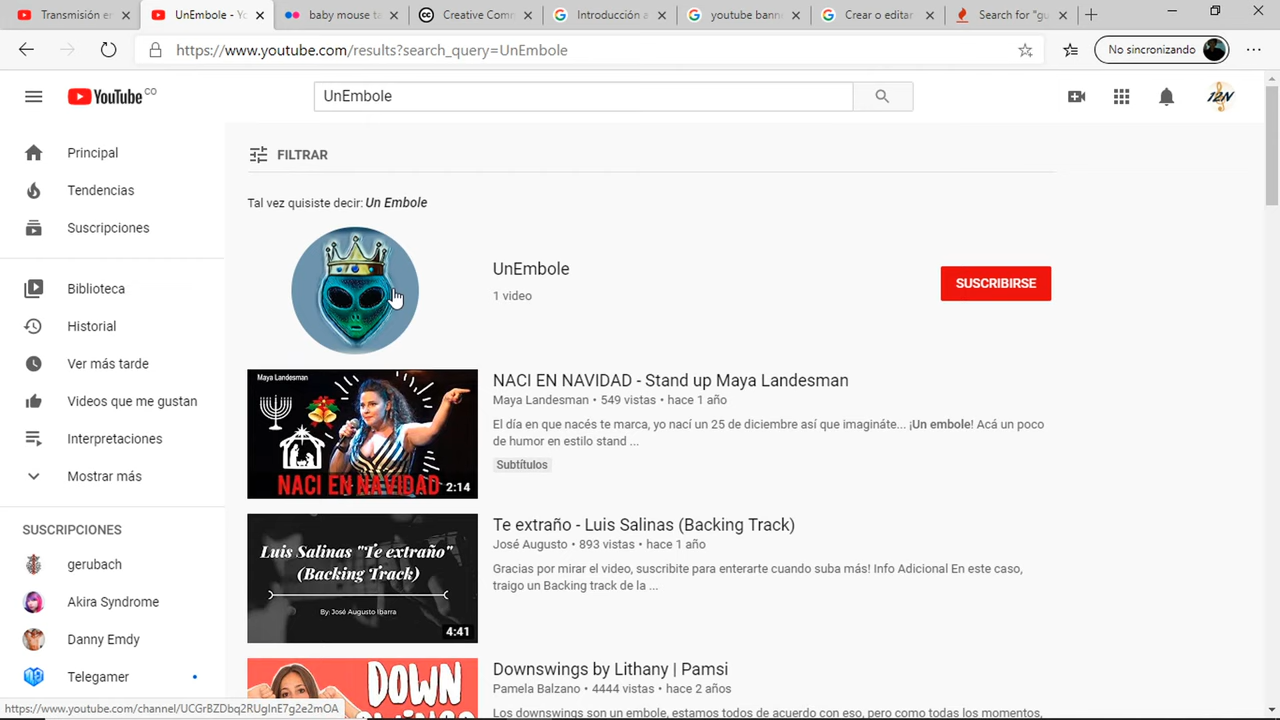 Transmisión en
UnEmbole - Yo
baby mouse ta
Creative Comm
Introducción a
youtube bann
Crear o editar
Search for "gu
https://www.youtube.com/results?search_query=UnEmbole
No sincronizando
YouTube CO
UnEmbole
12N
Principal
Tendencias
Suscripciones
Biblioteca
Historial
Ver más tarde
Videos que me gustan
Interpretaciones
Mostrar más
SUSCRIPCIONES
gerubach
Akira Syndrome
Danny Emdy
Telegamer
https://www.youtube.com/channel/UCGrBZDbq2RUgInE7g2e2mOA
FILTRAR
Tal vez quisiste decir: Un Embole
UnEmbole
1 video
SUSCRIBIRSE
Maya Landesman
NACI EN NAVIDAD
2:14
NACI EN NAVIDAD - Stand up Maya Landesman
Maya Landesman • 549 vistas • hace 1 año
El día en que nacés te marca, yo nací un 25 de diciembre así que imagináte... ¡Un embole! Acá un poco
de humor en estilo stand ...
Subtítulos
Luis Salinas "Te extraño"
(Backing Track)
By: José Augusto Ibarra
4:41
Te extraño - Luis Salinas (Backing Track)
José Augusto • 893 vistas • hace 1 año
Gracias por mirar el video, suscribite para enterarte cuando suba más! Info Adicional En este caso,
traigo un Backing track de la ...
DOWN
Downswings by Lithany | Pamsi
Pamela Balzano • 4444 vistas • hace 2 años
Los downswings son un embole, estamos todos de acuerdo con eso, pero como todas los momentos,